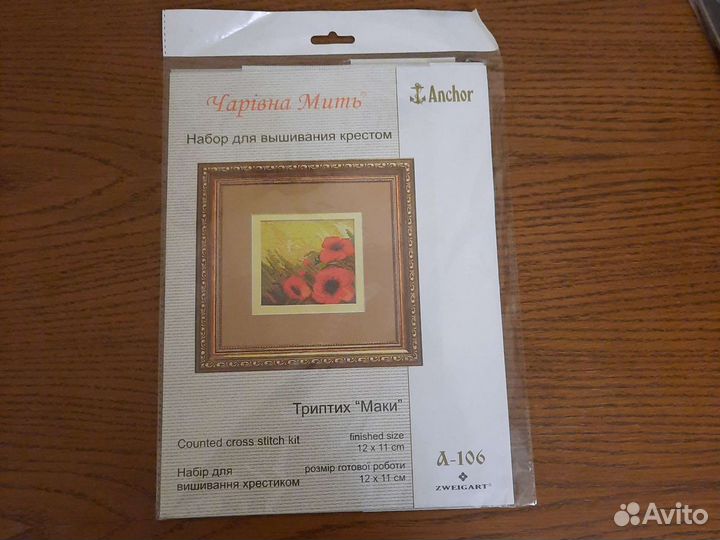 Чарівна Мить®
Anchor
Набор для вышивания крестом
Триптих “Маки”
Counted cross stitch kit
finished size
12 x 11 cm
Набір для
вишивання хрестиком
розмір готової роботи
12 х 11 см
А-106
ZWEIGART®
Avito